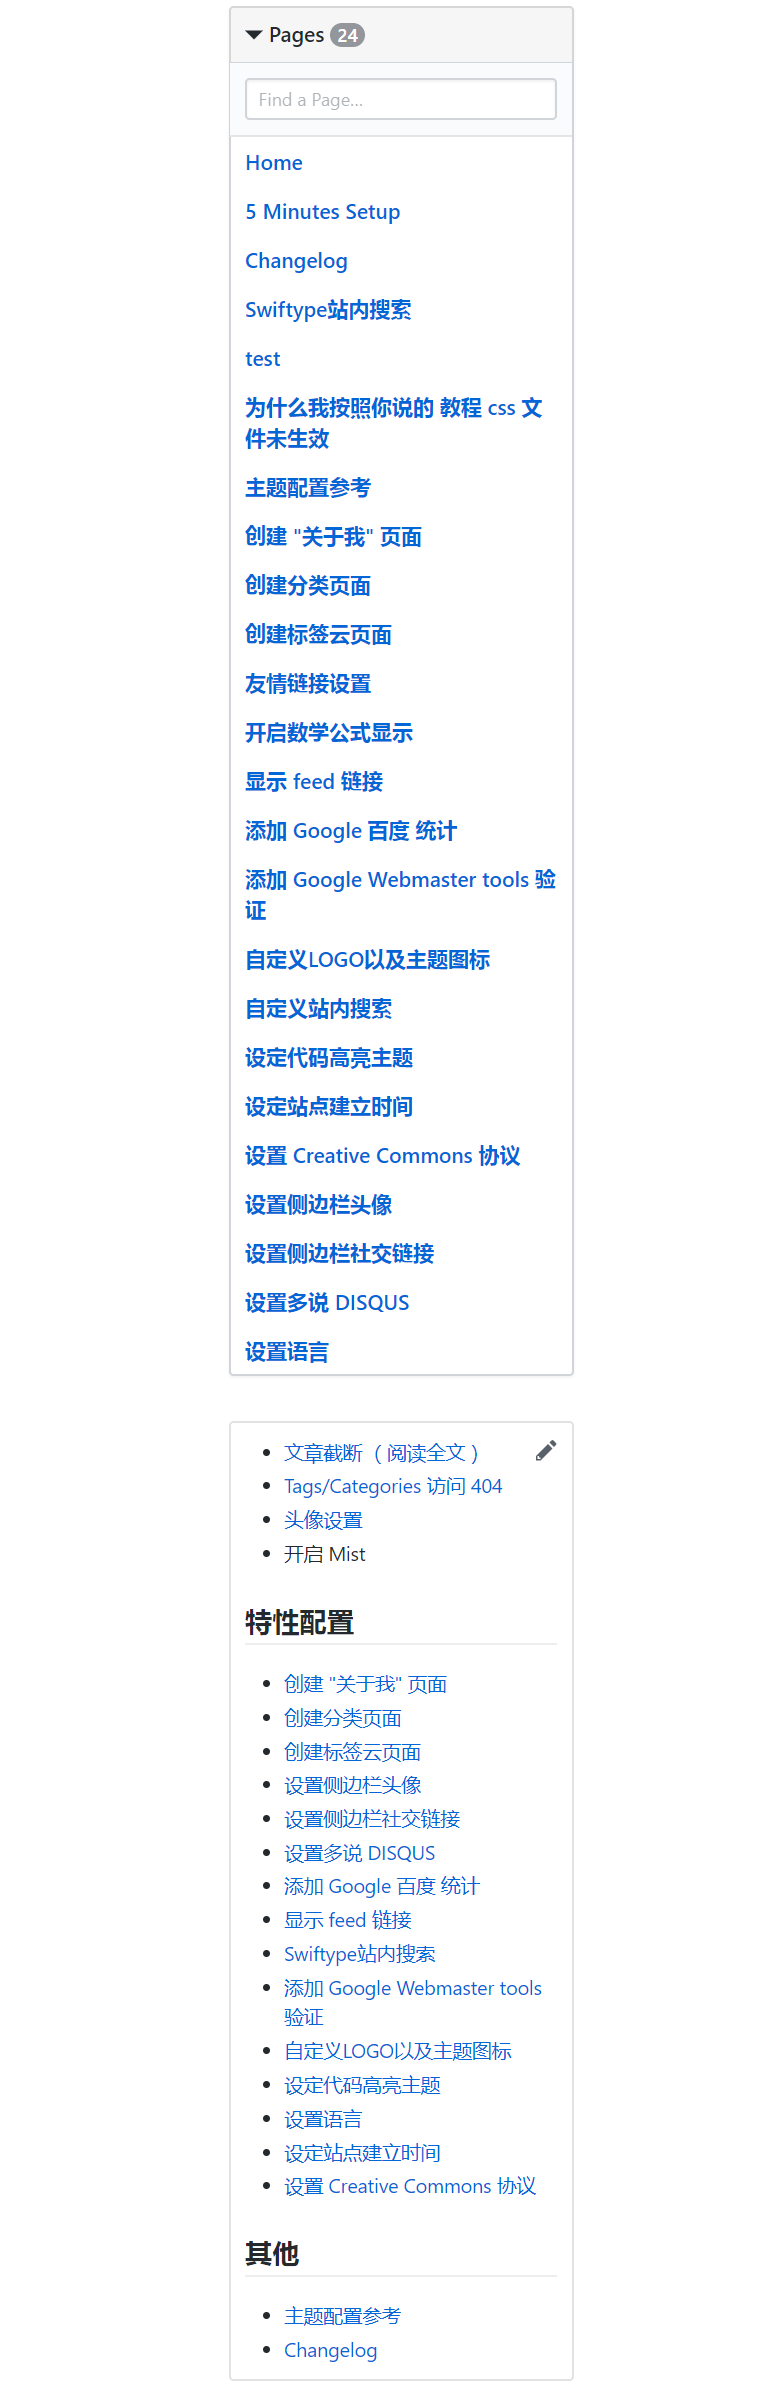 Pages 24
Find a Page...
Home
5 Minutes Setup
Changelog
Swiftype站内搜索
test
为什么我按照你说的 教程 css 文
件未生效
主题配置参考
创建 "关于我" 页面
创建分类页面
创建标签云页面
友情链接设置
开启数学公式显示
显示 feed 链接
添加 Google 百度 统计
添加 Google Webmaster tools 验
证
自定义LOGO以及主题图标
自定义站内搜索
设定代码高亮主题
设定站点建立时间
设置 Creative Commons 协议
设置侧边栏头像
设置侧边栏社交链接
设置多说 DISQUS
设置语言
文章截断（阅读全文）
Tags/Categories 访问 404
头像设置
开启 Mist
特性配置
创建 "关于我" 页面
创建分类页面
创建标签云页面
设置侧边栏头像
设置侧边栏社交链接
设置多说 DISQUS
添加 Google 百度 统计
显示 feed 链接
Swiftype站内搜索
添加 Google Webmaster tools
验证
自定义LOGO以及主题图标
设定代码高亮主题
设置语言
设定站点建立时间
设置 Creative Commons 协议
其他
主题配置参考
Changelog